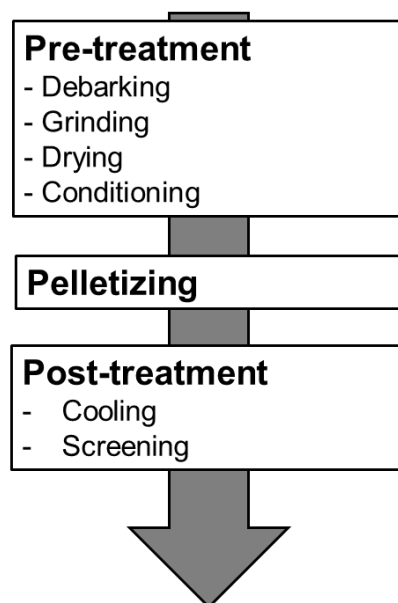 Pre-treatment
- Debarking
- Grinding
- Drying
- Conditioning
Pelletizing
Post-treatment
- Cooling
- Screening